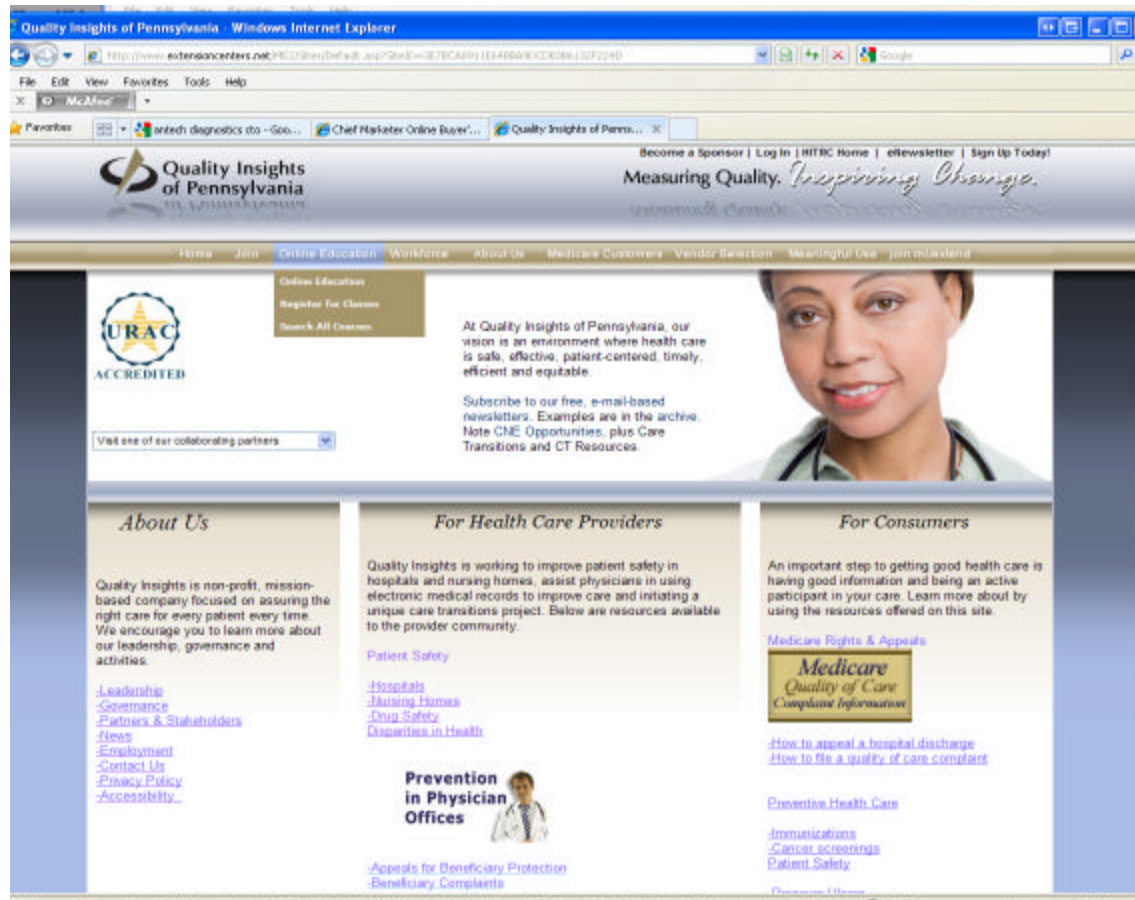 Quality Insights of Pennsylvania - Windows Internet Explorer
http://www.extensioncenters.net
Google
File Edit View Favorites Tools Help
X McAfee
Favorites
antech diagnostics cto - Goo...
Chief Marketer Online Buyer'...
Quality Insights of Penns...
Become a Sponsor | Log In | HITRC Home | eNewsletter | Sign Up Today!
Quality Insights
of Pennsylvania
Measuring Quality. Inspiring Change.
Home Join Online Education Workforce About Us Medicare Customers Vendor Selection Meaningful Use
Online Education
Register for Classes
Search All Courses
URAC
ACCREDITED
At Quality Insights of Pennsylvania, our
vision is an environment where health care
is safe, effective, patient-centered, timely,
efficient and equitable.
Subscribe to our free, e-mail-based
newsletters. Examples are in the archive.
Note CNE Opportunities, plus Care
Transitions and CT Resources.
Visit one of our collaborating partners
About Us
Quality Insights is non-profit, mission-
based company focused on assuring the
right care for every patient every time.
We encourage you to learn more about
our leadership, governance and
activities.
-Leadership
-Governance
-Partners & Stakeholders
-News
-Employment
-Contact Us
-Privacy Policy
-Accessibility
For Health Care Providers
Quality Insights is working to improve patient safety in
hospitals and nursing homes, assist physicians in using
electronic medical records to improve care and initiating a
unique care transitions project. Below are resources available
to the provider community.
Patient Safety
-Hospitals
-Nursing Homes
-Drug Safety
Disparities in Health
Prevention
in Physician
Offices
-Appeals for Beneficiary Protection
-Beneficiary Complaints
For Consumers
An important step to getting good health care is
having good information and being an active
participant in your care. Learn more about by
using the resources offered on this site.
Medicare Rights & Appeals
Medicare
Quality of Care
Complaint Information
-How to appeal a hospital discharge
-How to file a quality of care complaint
Preventive Health Care
-Immunizations
-Cancer screenings
Patient Safety